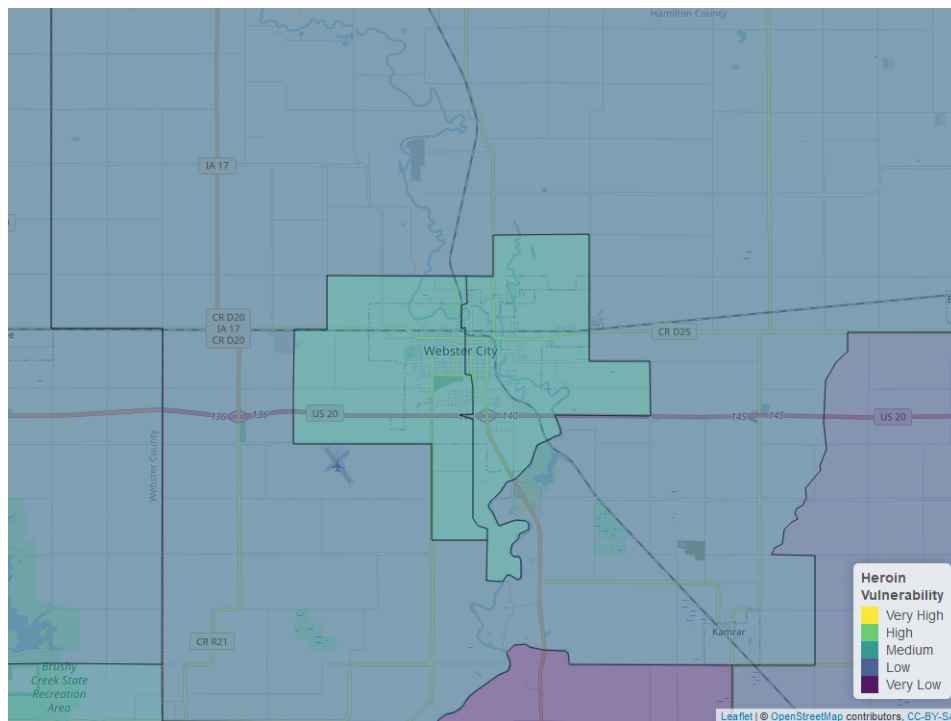 Hamilton County
IA 17
CR D20
IA 17
CR D20
CR D25
Webster City
136
136
US 20
140
145
145
US 20
Webster County
Heroin
Vulnerability
Very High
High
Medium
Low
Very Low
Kamrar
CR R21
Brushy
Creek State
Recreation
Area
Leaflet | © OpenStreetMap contributors, CC-BY-S